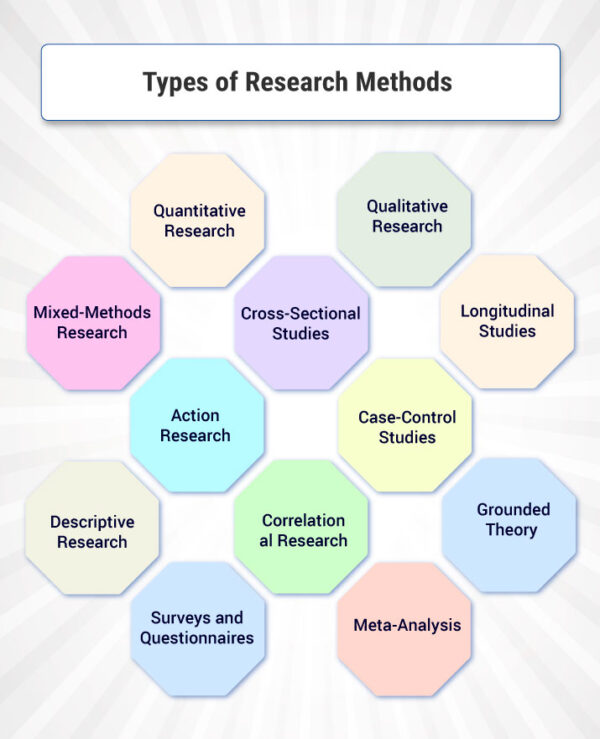 Types of Research Methods
Quantitative
Research
Qualitative
Research
Mixed-Methods
Research
Cross-Sectional
Studies
Longitudinal
Studies
Action
Research
Case-Control
Studies
Descriptive
Research
Correlation
al Research
Grounded
Theory
Surveys and
Questionnaires
Meta-Analysis